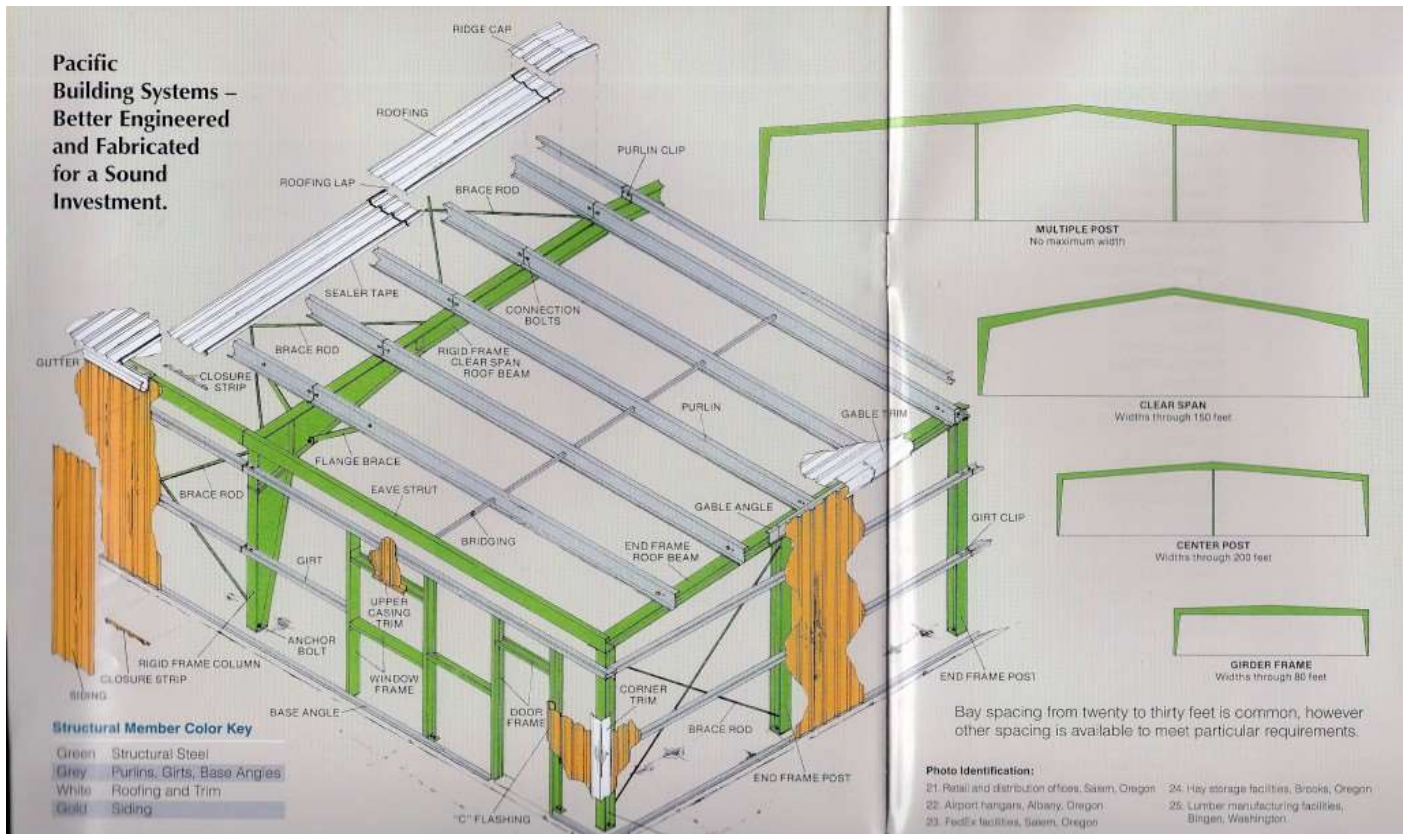 Pacific
Building Systems –
Better Engineered
and Fabricated
for a Sound
Investment.
RIDGE CAP
ROOFING
PURLIN CLIP
ROOFING LAP
BRACE ROD
SEALER TAPE
CONNECTION
BOLTS
BRACE ROD
RIGID FRAME
CLEAR SPAN
ROOF BEAM
GUTTER
CLOSURE
STRIP
PURLIN
GABLE TRIM
FLANGE BRACE
BRACE ROD
EAVE STRUT
GABLE ANGLE
GIRT CLIP
BRIDGING
END FRAME
ROOF BEAM
GIRT
UPPER
CASING
TRIM
ANCHOR
BOLT
RIGID FRAME COLUMN
CLOSURE STRIP
WINDOW
FRAME
SIDING
DOOR
FRAME
CORNER
TRIM
END FRAME POST
BASE ANGLE
BRACE ROD
END FRAME POST
"C" FLASHING
Structural Member Color Key
Green Structural Steel
Grey Purlins, Girts, Base Angles
White Roofing and Trim
Gold Siding
MULTIPLE POST
No maximum width
CLEAR SPAN
Widths through 150 feet
CENTER POST
Widths through 200 feet
GIRDER FRAME
Widths through 80 feet
Bay spacing from twenty to thirty feet is common, however
other spacing is available to meet particular requirements.
Photo Identification:
21. Retail and distribution offices, Salem, Oregon
22. Airport hangars, Albany, Oregon
23. FedEx facilities, Salem, Oregon
24. Hay storage facilities, Brooks, Oregon
25. Lumber manufacturing facilities,
Bingen, Washington